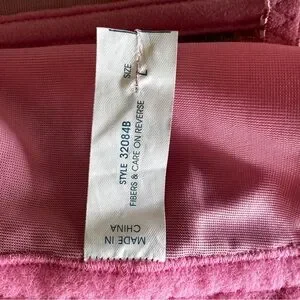 SIZE
L
STYLE 32084B
FIBERS & CARE ON REVERSE
MADE IN
CHINA